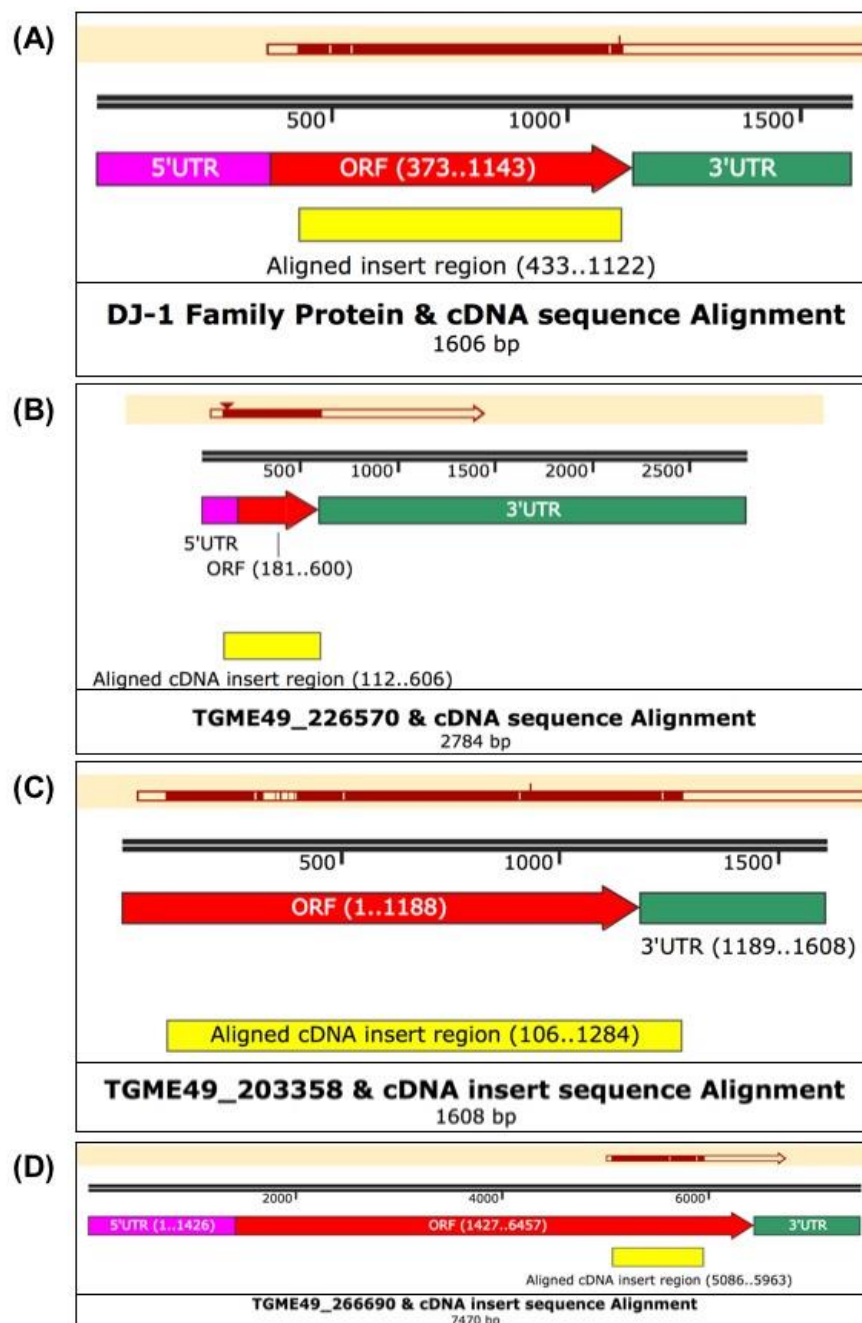 (A)
500 1000 1500
5'UTR ORF (373..1143) 3'UTR
Aligned insert region (433..1122)
DJ-1 Family Protein & cDNA sequence Alignment
1606 bp
(B)
500 1000 1500 2000 2500
3'UTR
5'UTR
ORF (181..600)
Aligned cDNA insert region (112..606)
TGME49_226570 & cDNA sequence Alignment
2784 bp
(C)
500 1000 1500
ORF (1..1188)
3'UTR (1189..1608)
Aligned cDNA insert region (106..1284)
TGME49_203358 & cDNA insert sequence Alignment
1608 bp
(D)
2000 4000 6000
5'UTR (1..1426) ORF (1427..6457) 3'UTR
Aligned cDNA insert region (5086..5963)
TGME49_266690 & cDNA insert sequence Alignment
7470 bp